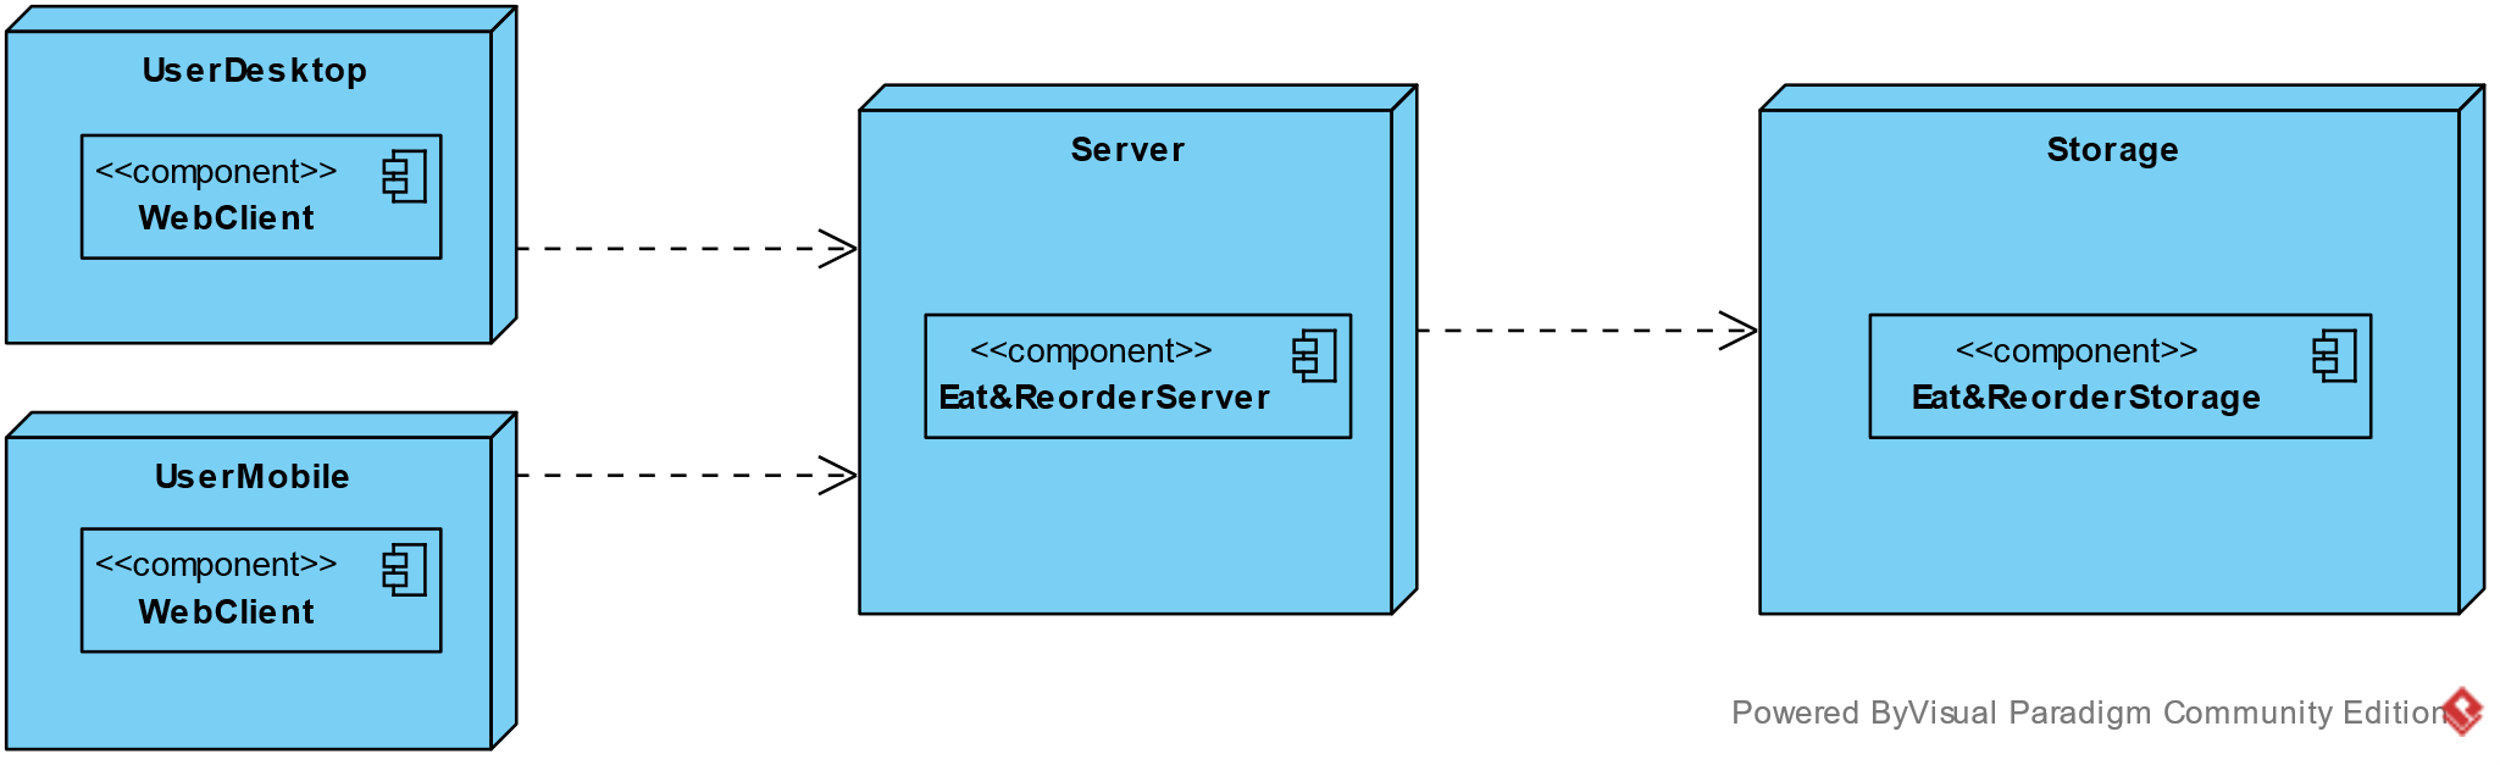 UserDesktop
<<component>>
WebClient
UserMobile
<<component>>
WebClient
Server
<<component>>
Eat&ReorderServer
Storage
<<component>>
Eat&ReorderStorage
Powered ByVisual Paradigm Community Edition